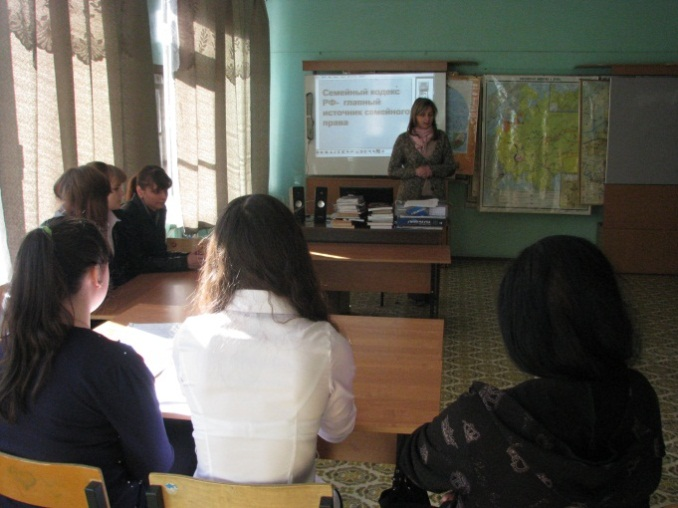 Семейный кодекс
РФ- главный
источник семейного
права